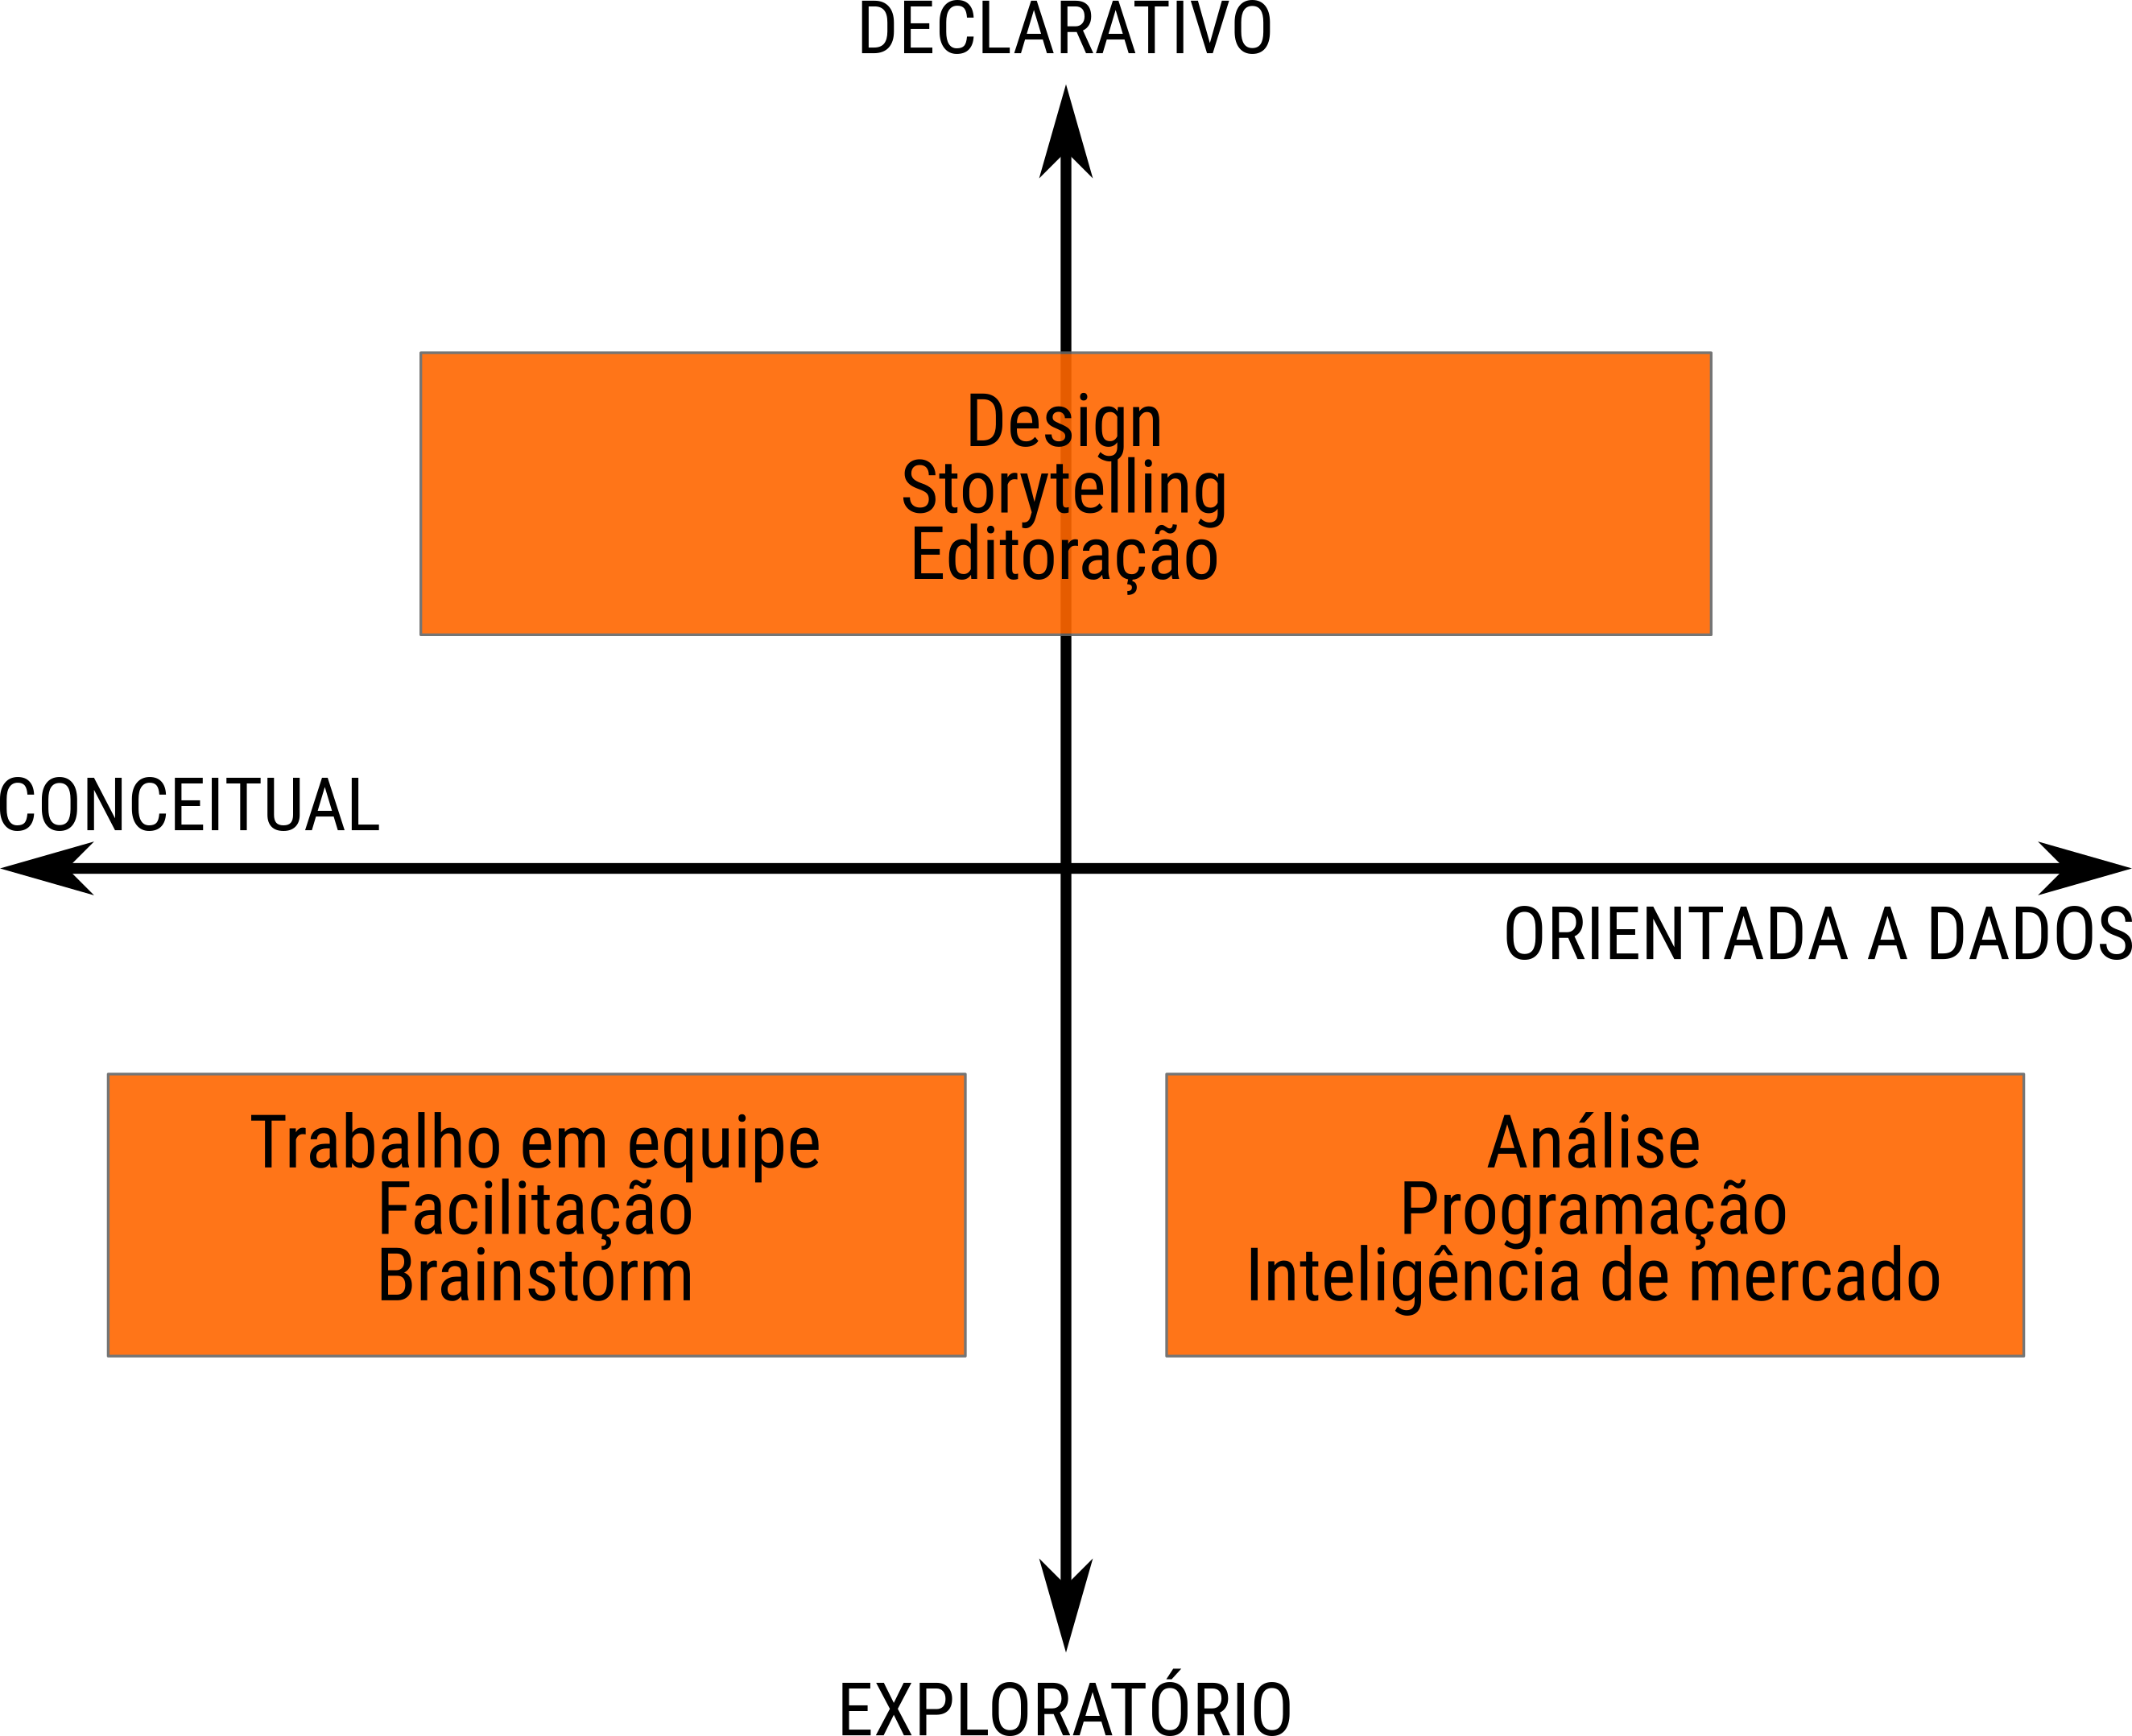 DECLARATIVO
Design
Storytelling
Editoração
CONCEITUAL
ORIENTADA A DADOS
Trabalho em equipe
Facilitação
Brainstorm
Análise
Programação
Inteligência de mercado
EXPLORATÓRIO